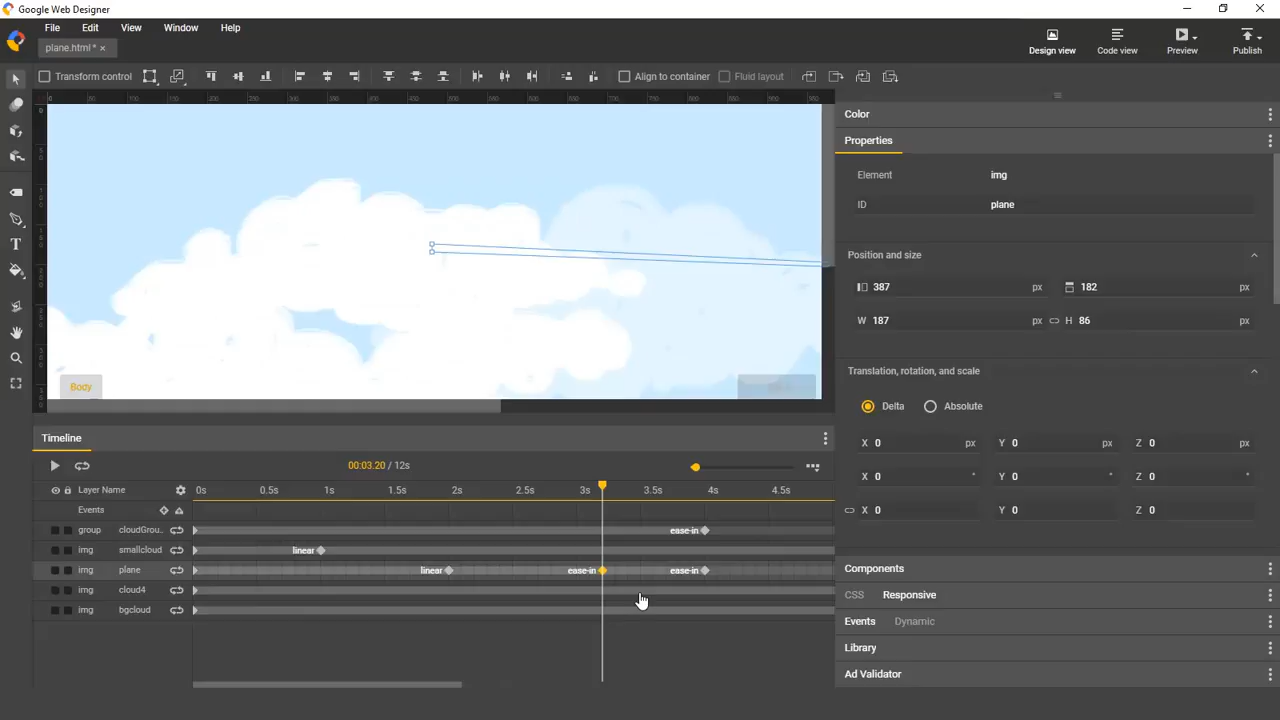 Google Web Designer
File Edit View Window Help
plane.html* ×
Design view Code view Preview Publish
Transform control Align to container Fluid layout
Color
Properties
Element img
ID plane
Position and size
387 px 182 px
W 187 px H 86 px
Translation, rotation, and scale
Delta Absolute
X 0 px Y 0 px Z 0 px
X 0 ° Y 0 ° Z 0 °
X 0 Y 0 Z 0
Body
Timeline
00:03.20 / 12s
Layer Name 0s 0.5s 1s 1.5s 2s 2.5s 3s 3.5s 4s 4.5s
Events
group cloudGrou.. ease-in
img smallcloud linear
img plane linear ease-in ease-in
img cloud4
img bgcloud
Components
CSS Responsive
Events Dynamic
Library
Ad Validator